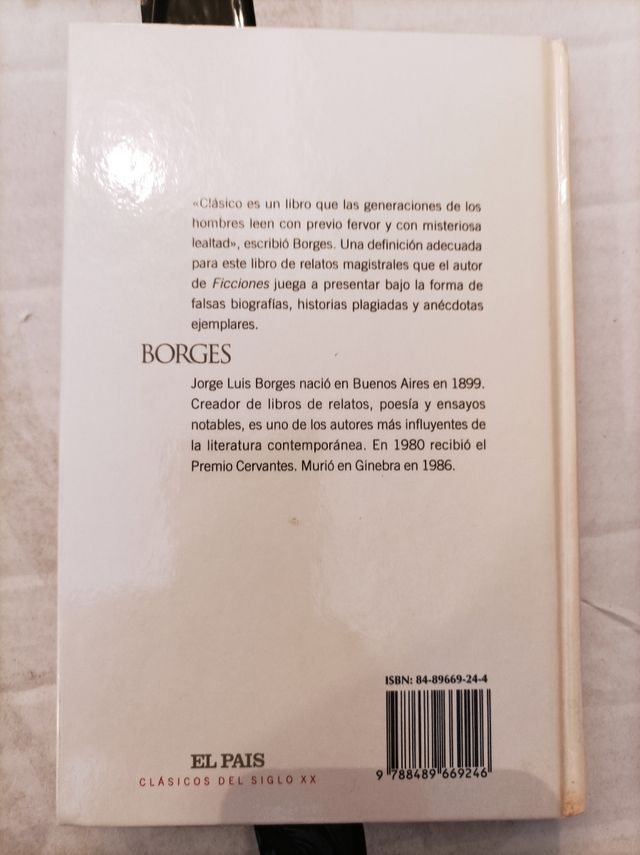 «Clásico es un libro que las generaciones de los
hombres leen con previo fervor y con misteriosa
lealtad», escribió Borges. Una definición adecuada
para este libro de relatos magistrales que el autor
de Ficciones juega a presentar bajo la forma de
falsas biografías, historias plagiadas y anécdotas
ejemplares.
BORGES
Jorge Luis Borges nació en Buenos Aires en 1899.
Creador de libros de relatos, poesía y ensayos
notables, es uno de los autores más influyentes de
la literatura contemporánea. En 1980 recibió el
Premio Cervantes. Murió en Ginebra en 1986.
ISBN: 84-89669-24-4
9 788489 669246
EL PAIS
CLÁSICOS DEL SIGLO XX